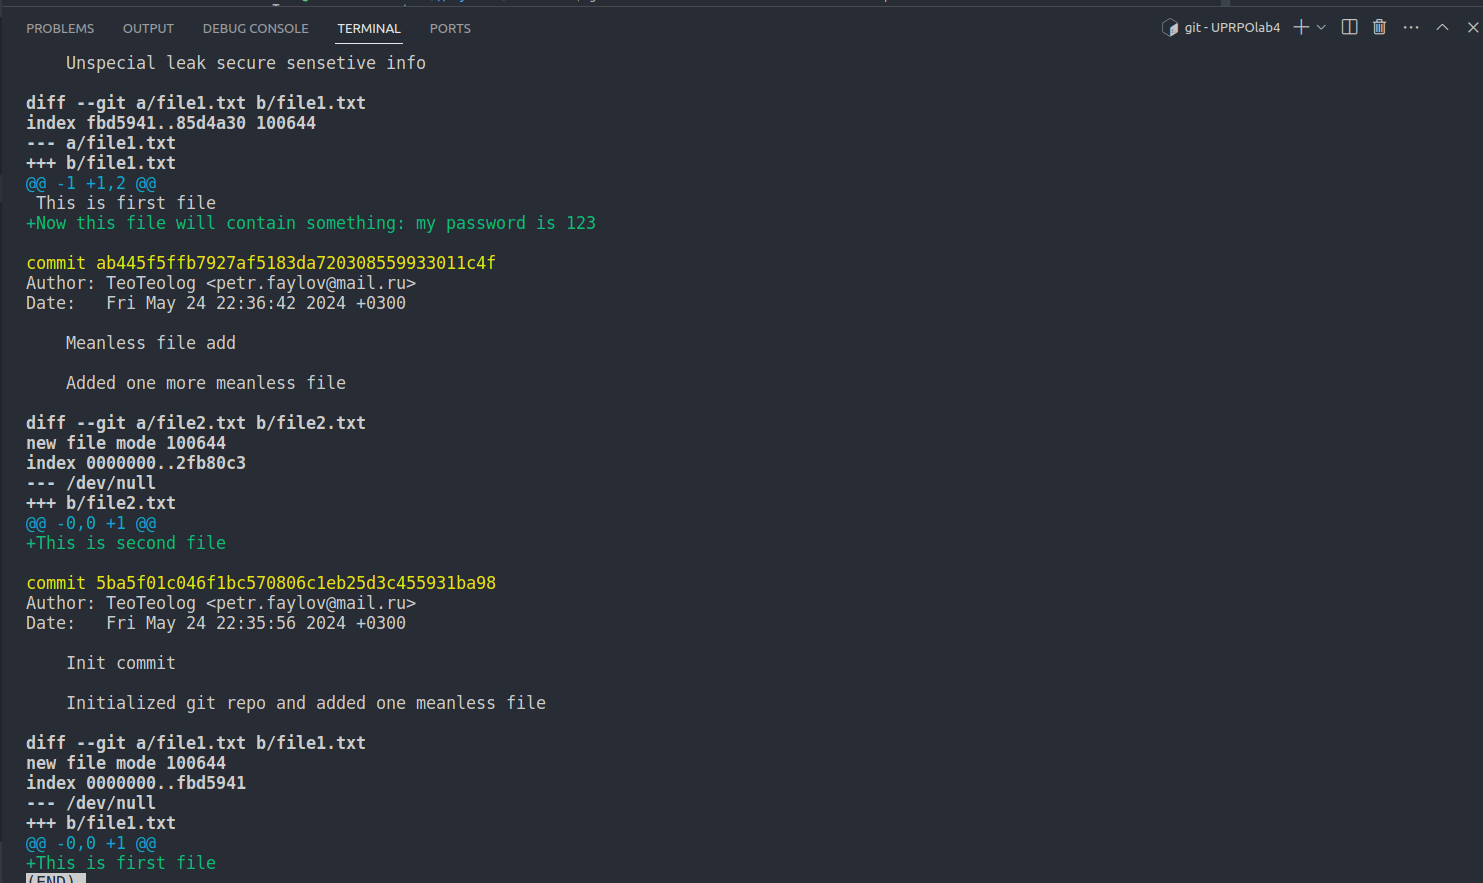 PROBLEMS OUTPUT DEBUG CONSOLE TERMINAL PORTS git - UPRPOlab4
Unspecial leak secure sensetive info
diff --git a/file1.txt b/file1.txt
index fbd5941..85d4a30 100644
--- a/file1.txt
+++ b/file1.txt
@@ -1 +1,2 @@
This is first file
+Now this file will contain something: my password is 123
commit ab445f5ffb7927af5183da720308559933011c4f
Author: TeoTeolog <petr.faylov@mail.ru>
Date:   Fri May 24 22:36:42 2024 +0300
Meanless file add
Added one more meanless file
diff --git a/file2.txt b/file2.txt
new file mode 100644
index 0000000..2fb80c3
--- /dev/null
+++ b/file2.txt
@@ -0,0 +1 @@
+This is second file
commit 5ba5f01c046f1bc570806c1eb25d3c455931ba98
Author: TeoTeolog <petr.faylov@mail.ru>
Date:   Fri May 24 22:35:56 2024 +0300
Init commit
Initialized git repo and added one meanless file
diff --git a/file1.txt b/file1.txt
new file mode 100644
index 0000000..fbd5941
--- /dev/null
+++ b/file1.txt
@@ -0,0 +1 @@
+This is first file
(END)